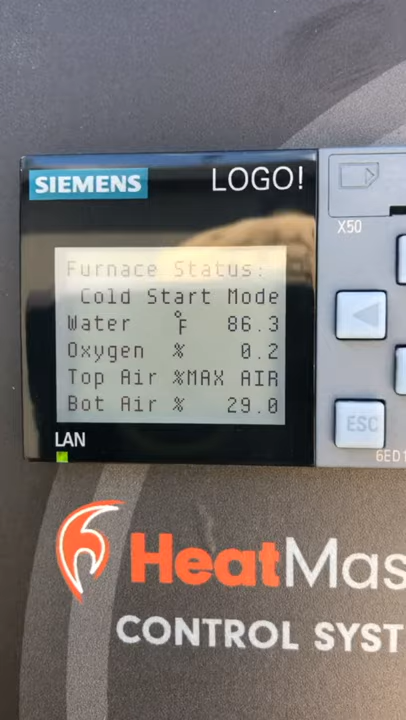 SIEMENS
LOGO!
X50
Furnace Status:
Cold Start Mode
Water °F 86.3
Oxygen % 0.2
Top Air %MAX AIR
Bot Air % 29.0
ESC
LAN
6ED1
HeatMas
CONTROL SYST